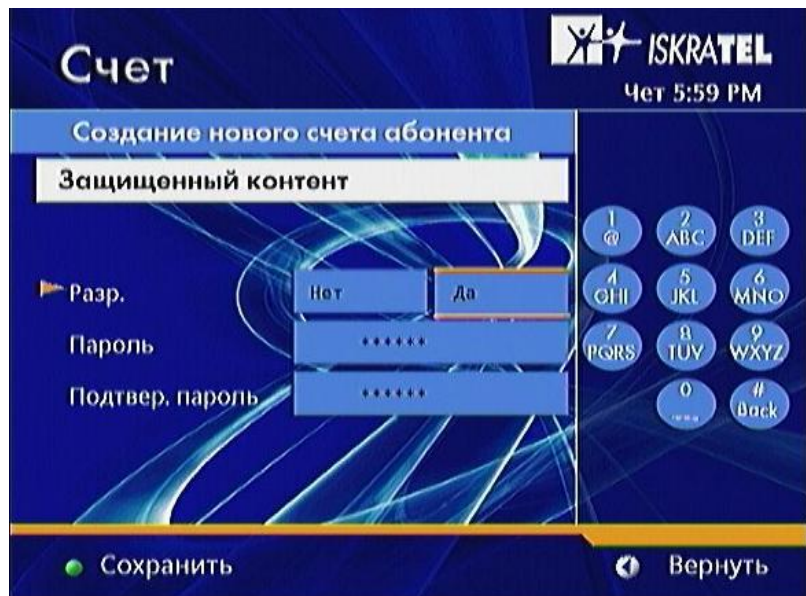 Счет
ISKRATEL
Чет 5:59 PM
Создание нового счета абонента
Защищенный контент
Разр.
Нет
Да
Пароль
******
Подтвер. пароль
******
1
@
2
ABC
3
DEF
4
GHI
5
JKL
6
MNO
7
PQRS
8
TUV
9
WXYZ
0
#
Back
Сохранить
Вернуть